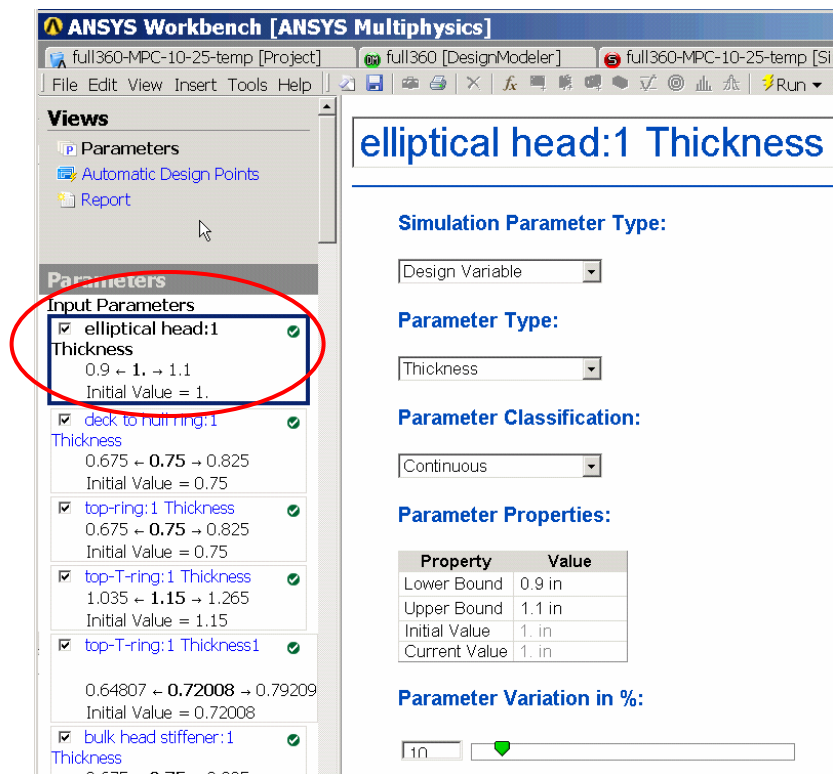 ANSYS Workbench [ANSYS Multiphysics]
full360-MPC-10-25-temp [Project] full360 [DesignModeler] full360-MPC-10-25-temp [Si
File Edit View Insert Tools Help Run
Views
Parameters
Automatic Design Points
Report
Parameters
Input Parameters
elliptical head:1
Thickness
0.9 ← 1. → 1.1
Initial Value = 1.
deck to hull ring:1
Thickness
0.675 ← 0.75 → 0.825
Initial Value = 0.75
top-ring:1 Thickness
0.675 ← 0.75 → 0.825
Initial Value = 0.75
top-T-ring:1 Thickness
1.035 ← 1.15 → 1.265
Initial Value = 1.15
top-T-ring:1 Thickness1
0.64807 ← 0.72008 → 0.79209
Initial Value = 0.72008
bulk head stiffener:1
Thickness
elliptical head:1 Thickness
Simulation Parameter Type:
Design Variable
Parameter Type:
Thickness
Parameter Classification:
Continuous
Parameter Properties:
Property Value
Lower Bound 0.9 in
Upper Bound 1.1 in
Initial Value 1. in
Current Value 1. in
Parameter Variation in %:
10